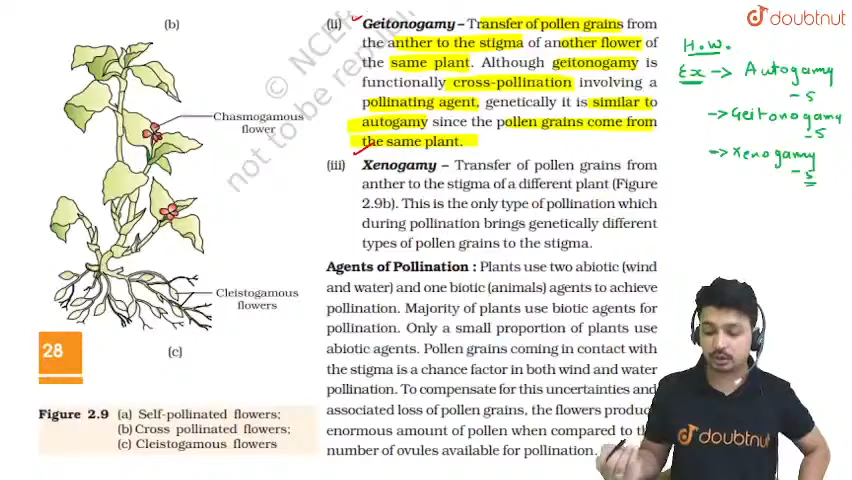 (b)
Chasmogamous
flower
Cleistogamous
flowers
28
(c)
Figure 2.9 (a) Self-pollinated flowers;
(b) Cross pollinated flowers;
(c) Cleistogamous flowers
© NCERT
not to be republ
(ii) Geitonogamy – Transfer of pollen grains from
the anther to the stigma of another flower of
the same plant. Although geitonogamy is
functionally cross-pollination involving a
pollinating agent, genetically it is similar to
autogamy since the pollen grains come from
the same plant.
(iii) Xenogamy – Transfer of pollen grains from
anther to the stigma of a different plant (Figure
2.9b). This is the only type of pollination which
during pollination brings genetically different
types of pollen grains to the stigma.
Agents of Pollination : Plants use two abiotic (wind
and water) and one biotic (animals) agents to achieve
pollination. Majority of plants use biotic agents for
pollination. Only a small proportion of plants use
abiotic agents. Pollen grains coming in contact with
the stigma is a chance factor in both wind and water
pollination. To compensate for this uncertainties and
associated loss of pollen grains, the flowers produc
enormous amount of pollen when compared to th
number of ovules available for pollination.
doubtnut
H.W.
Ex → Autogamy
- 5
→ Geitonogamy
- 5
→ Xenogamy
- 5
doubtnut